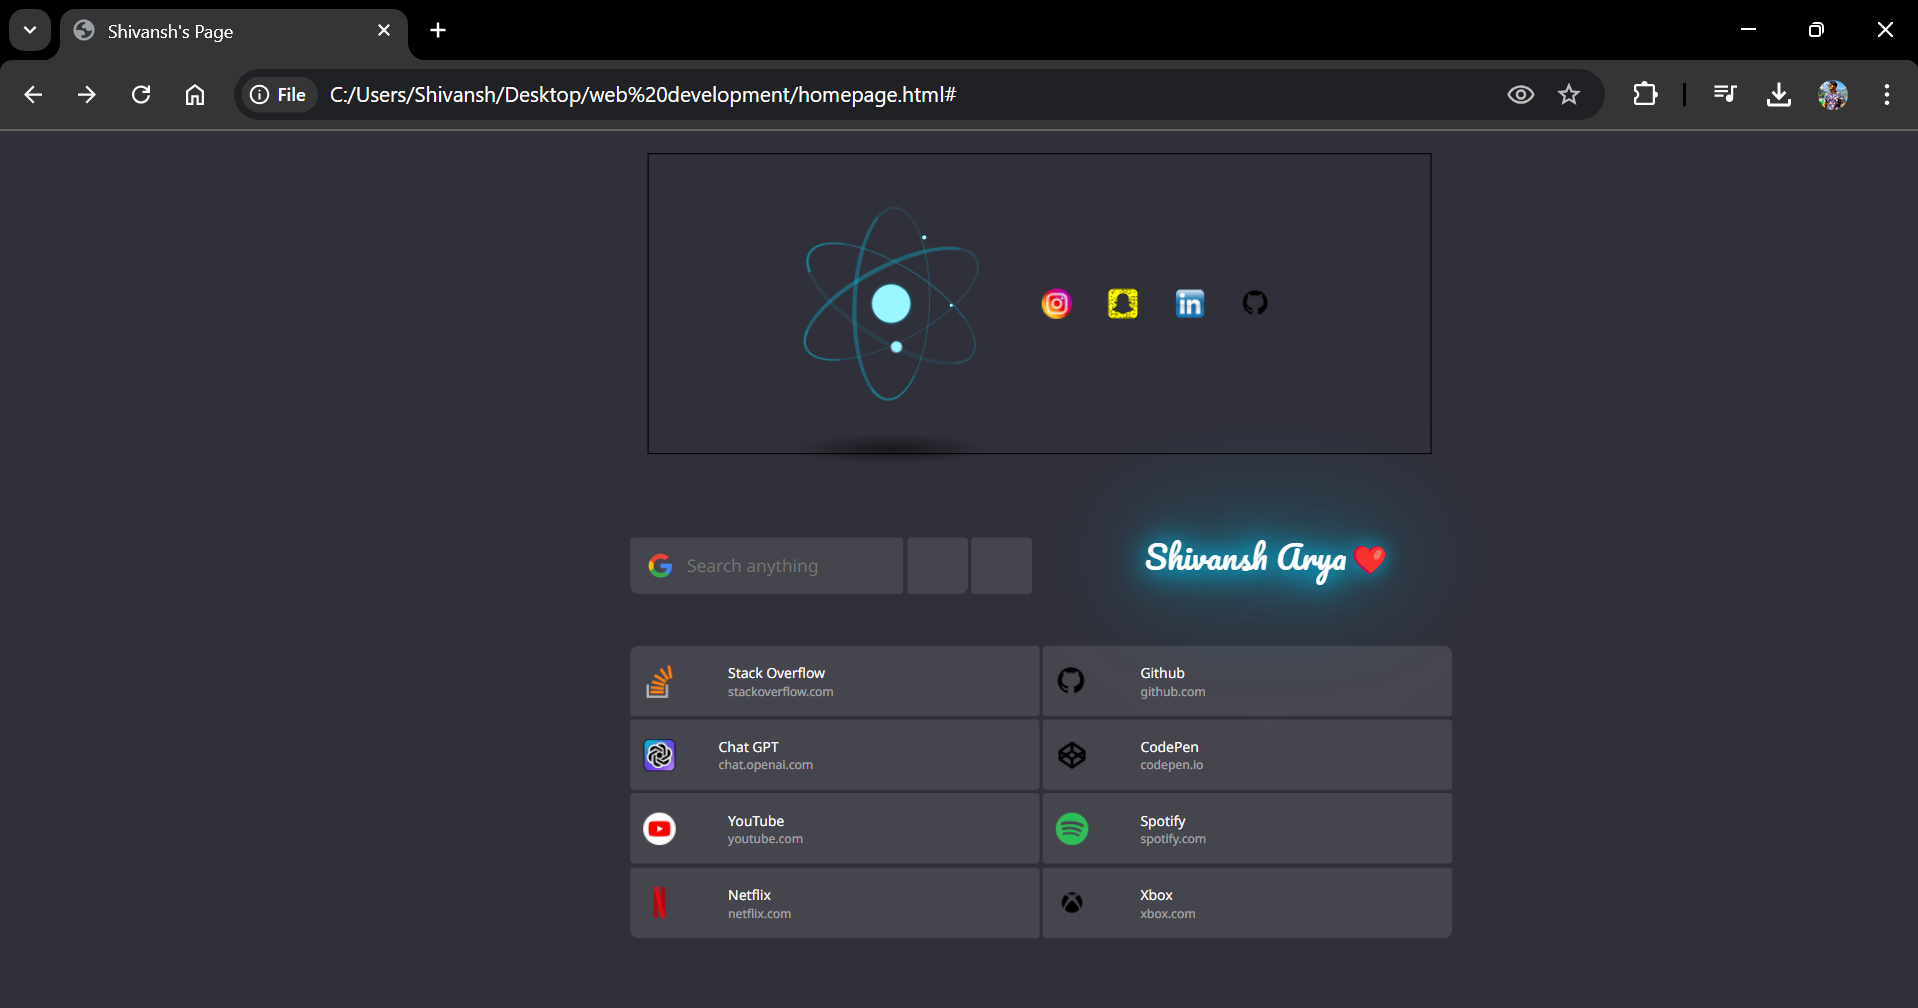 Shivansh's Page
File
C:/Users/Shivansh/Desktop/web%20development/homepage.html#
in
G Search anything
Shivansh Arya❤️
Stack Overflow
stackoverflow.com
Github
github.com
Chat GPT
chat.openai.com
CodePen
codepen.io
YouTube
youtube.com
Spotify
spotify.com
Netflix
netflix.com
Xbox
xbox.com